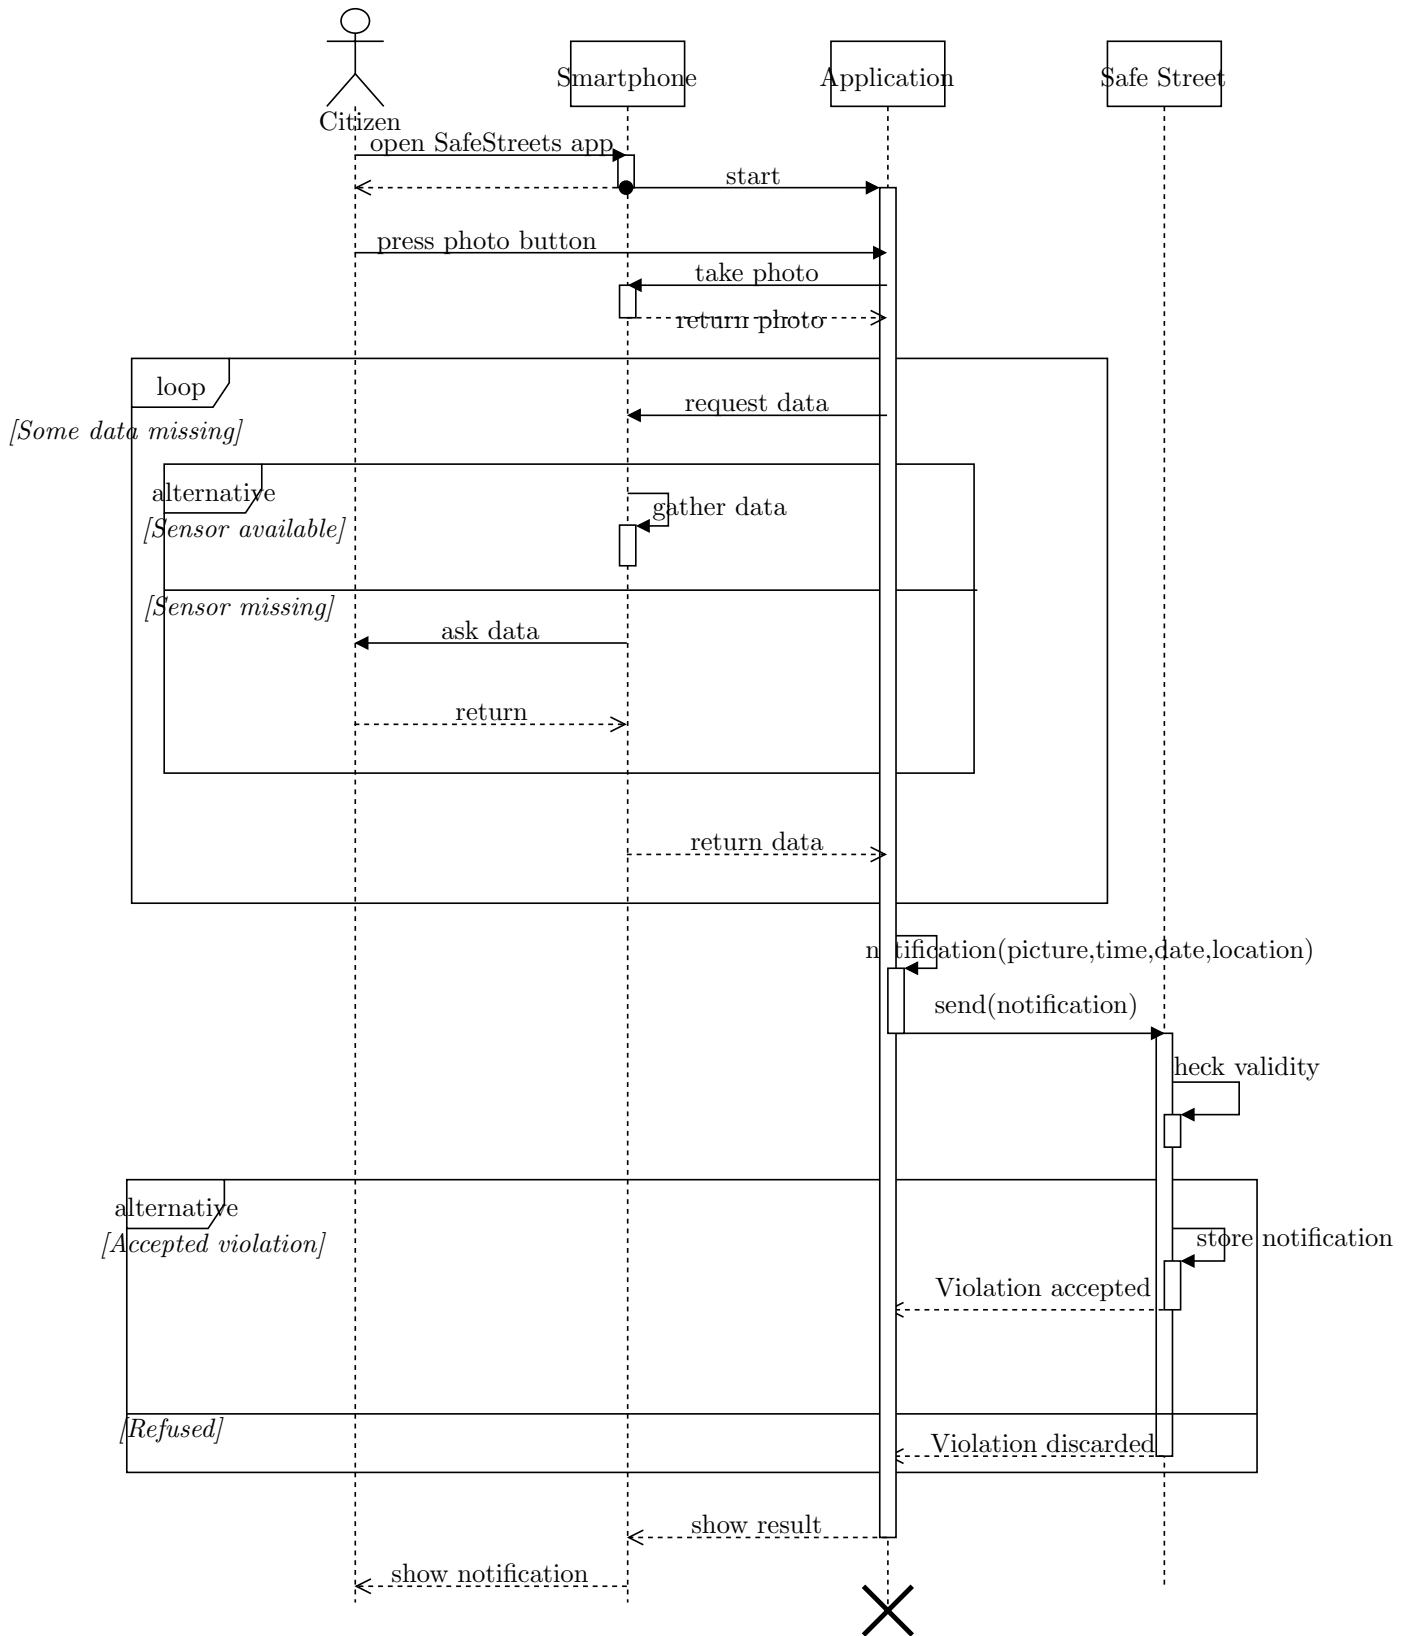 Citizen
Smartphone
Application
Safe Street
open SafeStreets app
start
press photo button
take photo
return photo
loop
request data
[Some data missing]
alternative
gather data
[Sensor available]
[Sensor missing]
ask data
return
return data
notification(picture,time,date,location)
send(notification)
heck validity
alternative
store notification
[Accepted violation]
Violation accepted
[Refused]
Violation discarded
show result
show notification